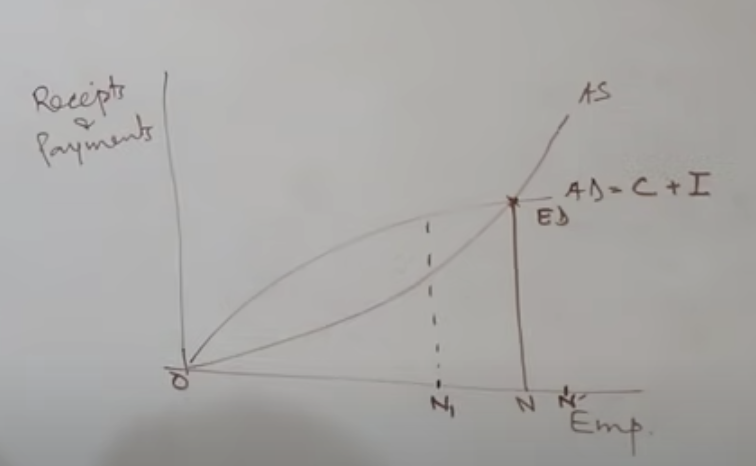 Receipts
&
Payments
AS
AD = C + I
ED
O
N₁
N
N'
Emp.